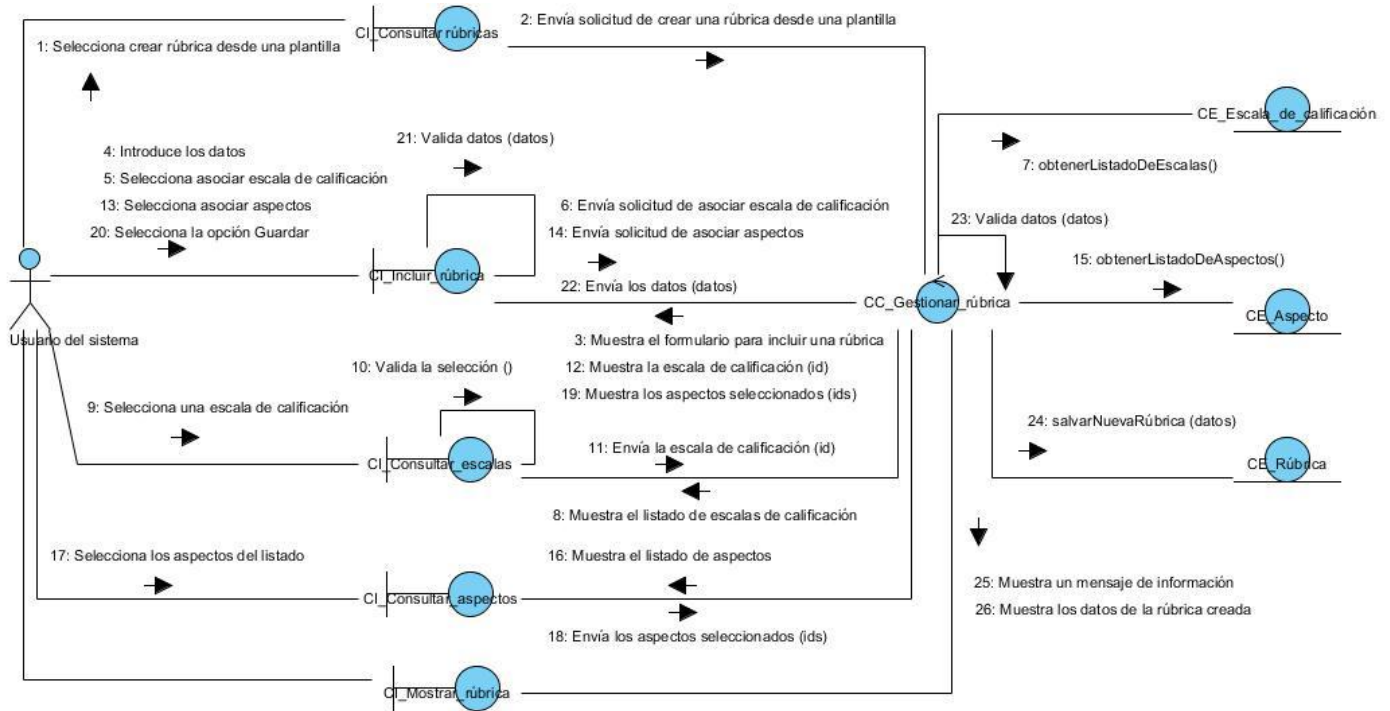 2: Envía solicitud de crear una rúbrica desde una plantilla
CI_Consultar rúbricas
1: Selecciona crear rúbrica desde una plantilla
CE_Escala_de_calificación
21: Valida datos (datos)
4: Introduce los datos
5: Selecciona asociar escala de calificación
13: Selecciona asociar aspectos
20: Selecciona la opción Guardar
7: obtenerListadoDeEscalas()
6: Envía solicitud de asociar escala de calificación
14: Envía solicitud de asociar aspectos
23: Valida datos (datos)
15: obtenerListadoDeAspectos()
CI_Incluir_rúbrica
22: Envía los datos (datos)
CC_Gestionar_rúbrica
CE_Aspecto
Usuario del sistema
3: Muestra el formulario para incluir una rúbrica
12: Muestra la escala de calificación (id)
19: Muestra los aspectos seleccionados (ids)
10: Valida la selección ()
9: Selecciona una escala de calificación
24: salvarNuevaRúbrica (datos)
11: Envía la escala de calificación (id)
CI_Consultar_escalas
CE_Rúbrica
8: Muestra el listado de escalas de calificación
17: Selecciona los aspectos del listado
16: Muestra el listado de aspectos
25: Muestra un mensaje de información
26: Muestra los datos de la rúbrica creada
CI_Consultar_aspectos
18: Envía los aspectos seleccionados (ids)
CI_Mostrar_rúbrica